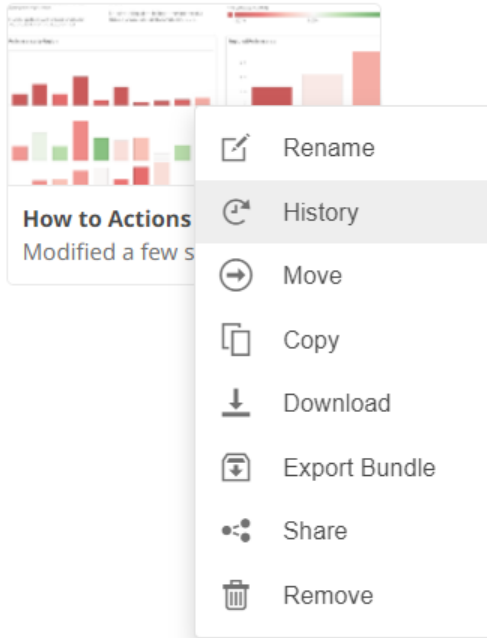 How to Actions
Modified a few s
Rename
History
Move
Copy
Download
Export Bundle
Share
Remove